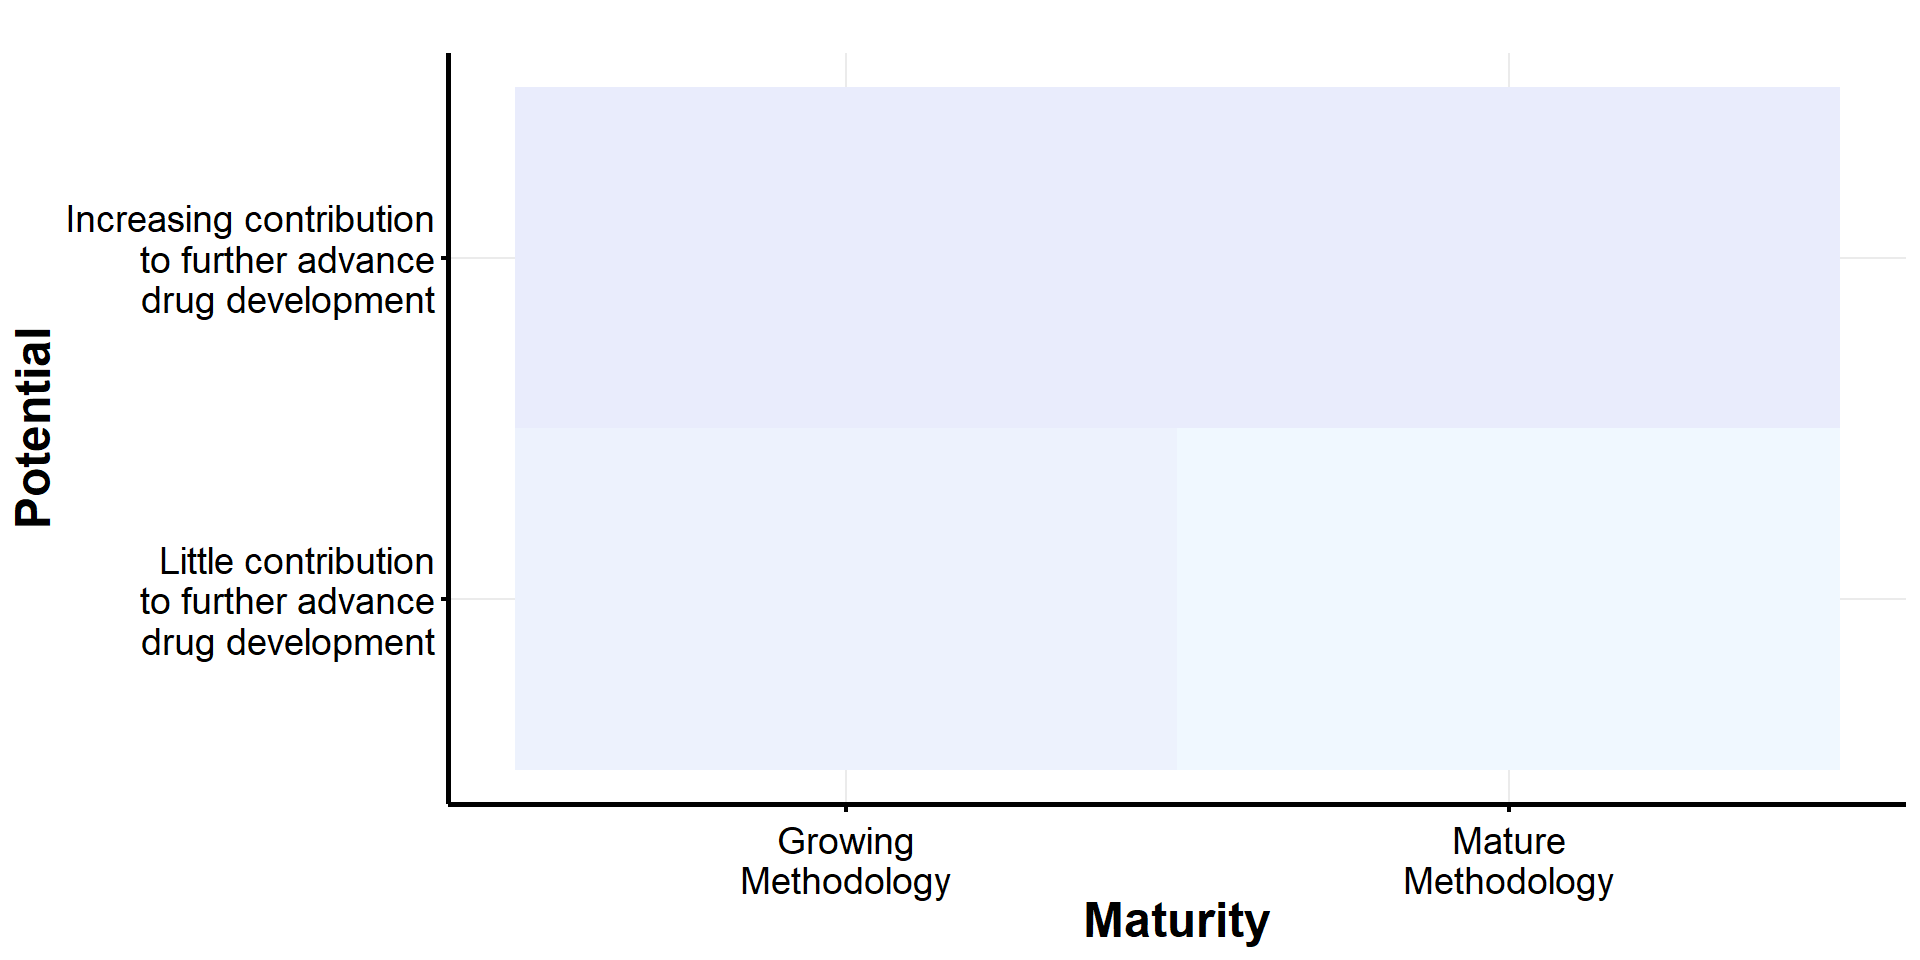 Potential
Increasing contribution
to further advance
drug development
Little contribution
to further advance
drug development
Growing
Methodology
Mature
Methodology
Maturity